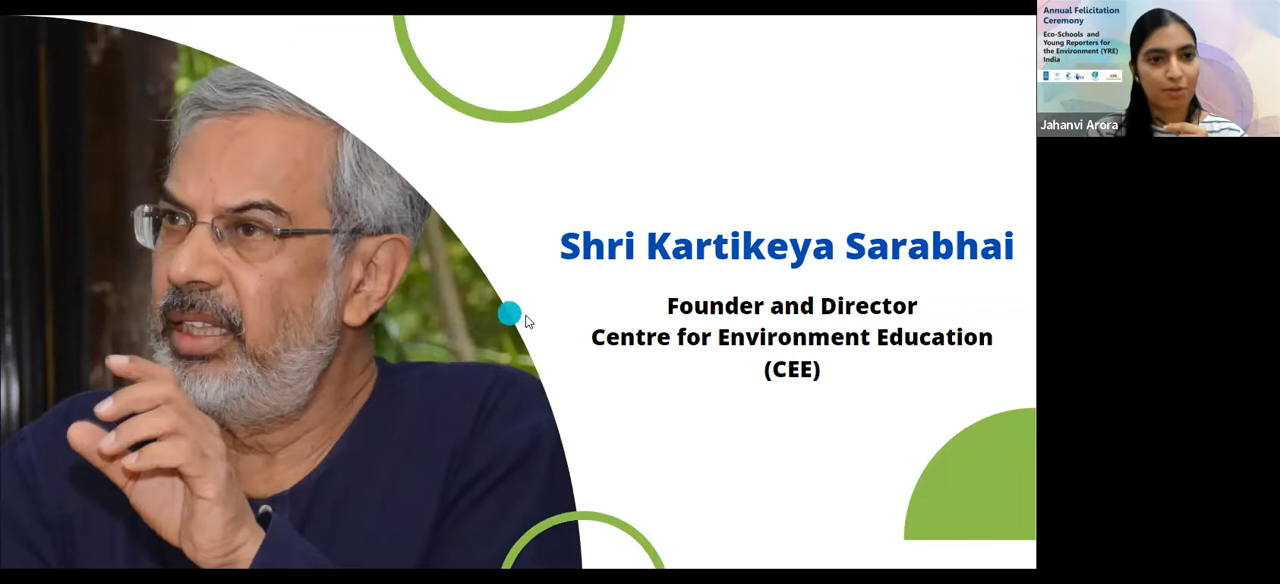 Shri Kartikeya Sarabhai
Founder and Director
Centre for Environment Education
(CEE)
Annual Felicitation
Ceremony
Eco-Schools and
Young Reporters for
the Environment (YRE)
India
Jahanvi Arora